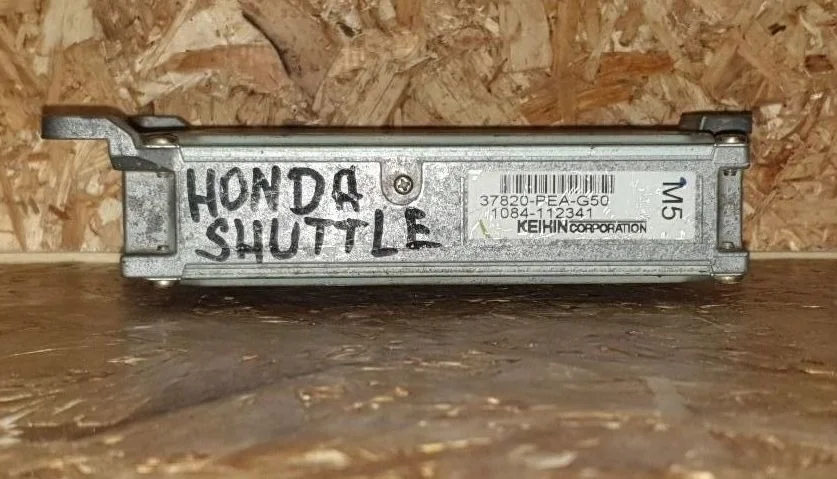 HONDA
SHUTTLE
37820-PEA-G50
1084-112341
KEIHIN CORPORATION
M5